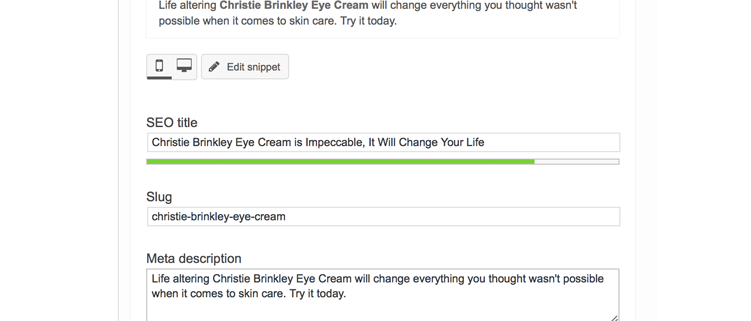 Life altering Christie Brinkley Eye Cream will change everything you thought wasn't
possible when it comes to skin care. Try it today.
Edit snippet
SEO title
Christie Brinkley Eye Cream is Impeccable, It Will Change Your Life
Slug
christie-brinkley-eye-cream
Meta description
Life altering Christie Brinkley Eye Cream will change everything you thought wasn't possible
when it comes to skin care. Try it today.